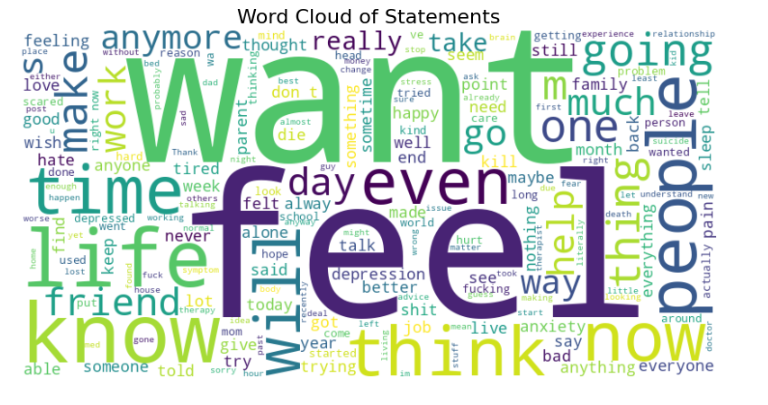 Word Cloud of Statements
feeling
anymore
mind
thought
really
ve
stop
take
brain
getting
experience
relationship
place
without
wa
head
seem
still
going
kid
s
either
love
make
reason
bed
thinking
money
change
want
m
family
problem
least
scared
post
good
work
right now
probably
dad
parent
best
don t
almost
die
something
sometime
stress
tried
sure
happy
kind
well
end
point
ask
already
need
care
go
first
one
much
month
back
leave
person
suicide
wanted
tell
sleep
wish
hate
done
hard
anyone
sad
Thank
tired
night
guy
kill
maybe
right
people
time
enough
happen
week
others
talking
look
felt
day
even
long
due
fear
let
understand
new
death
worse
yet
depressed
working
alway
school
anyway
made
issue
world
nothing
therapist
help
literally
thing
everything
actually
pain
life
find
went
keep
never
normal
alone
will
feel
might
talk
wrong
hurt
matter
used
lost
home
found
fuck
symptom
hope
said
depression
better
see
took
fucking
way
looking
little
friend
put
house
therapy
lot
body
today
recently
deal
advice
guess
shit
making
start
around
doctor
know
idea
mom
give
past
got
come
left
job
mean
live
anxiety
say
now
med
gone
try
year
started
trying
living
think
stuff
bad
able
someone
told
sorry
hour
im
anything
everyone